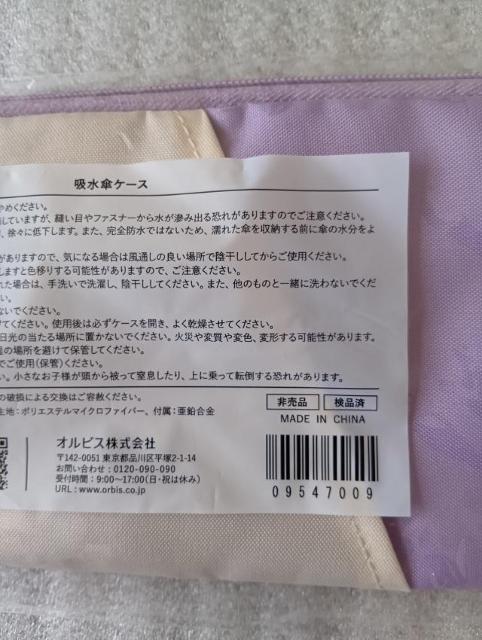 吸水傘ケース
やめください。
していますが、縫い目やファスナーから水が滲み出る恐れがありますのでご注意ください。
、徐々に低下します。また、完全防水ではないため、濡れた傘を収納する前に傘の水分をよ
がありますので、気になる場合は風通しの良い場所で陰干ししてからご使用ください。
しますと色移りする可能性がありますので、ご注意ください。
れた場合は、手洗いで洗濯し、陰干ししてください。また、他のものと一緒に洗わないでくだ
い。
ないでください。
けてください。使用後は必ずケースを開き、よく乾燥させてください。
日光の当たる場所に置かないでください。火災や変質や変色、変形する可能性があります。
温の場所を避けて保管してください。
でご使用(保管)ください。
い。小さなお子様が頭から被って窒息したり、上に乗って転倒する恐れがあります。
の破損による交換はご容赦ください。
生地:ポリエステルマイクロファイバー、付属:亜鉛合金
非売品 検品済
MADE IN CHINA
オルビス株式会社
〒142-0051 東京都品川区平塚2-1-14
お問い合わせ:0120-090-090
受付時間:9:00~17:00(日・祝は休み)
URL:www.orbis.co.jp
09547009